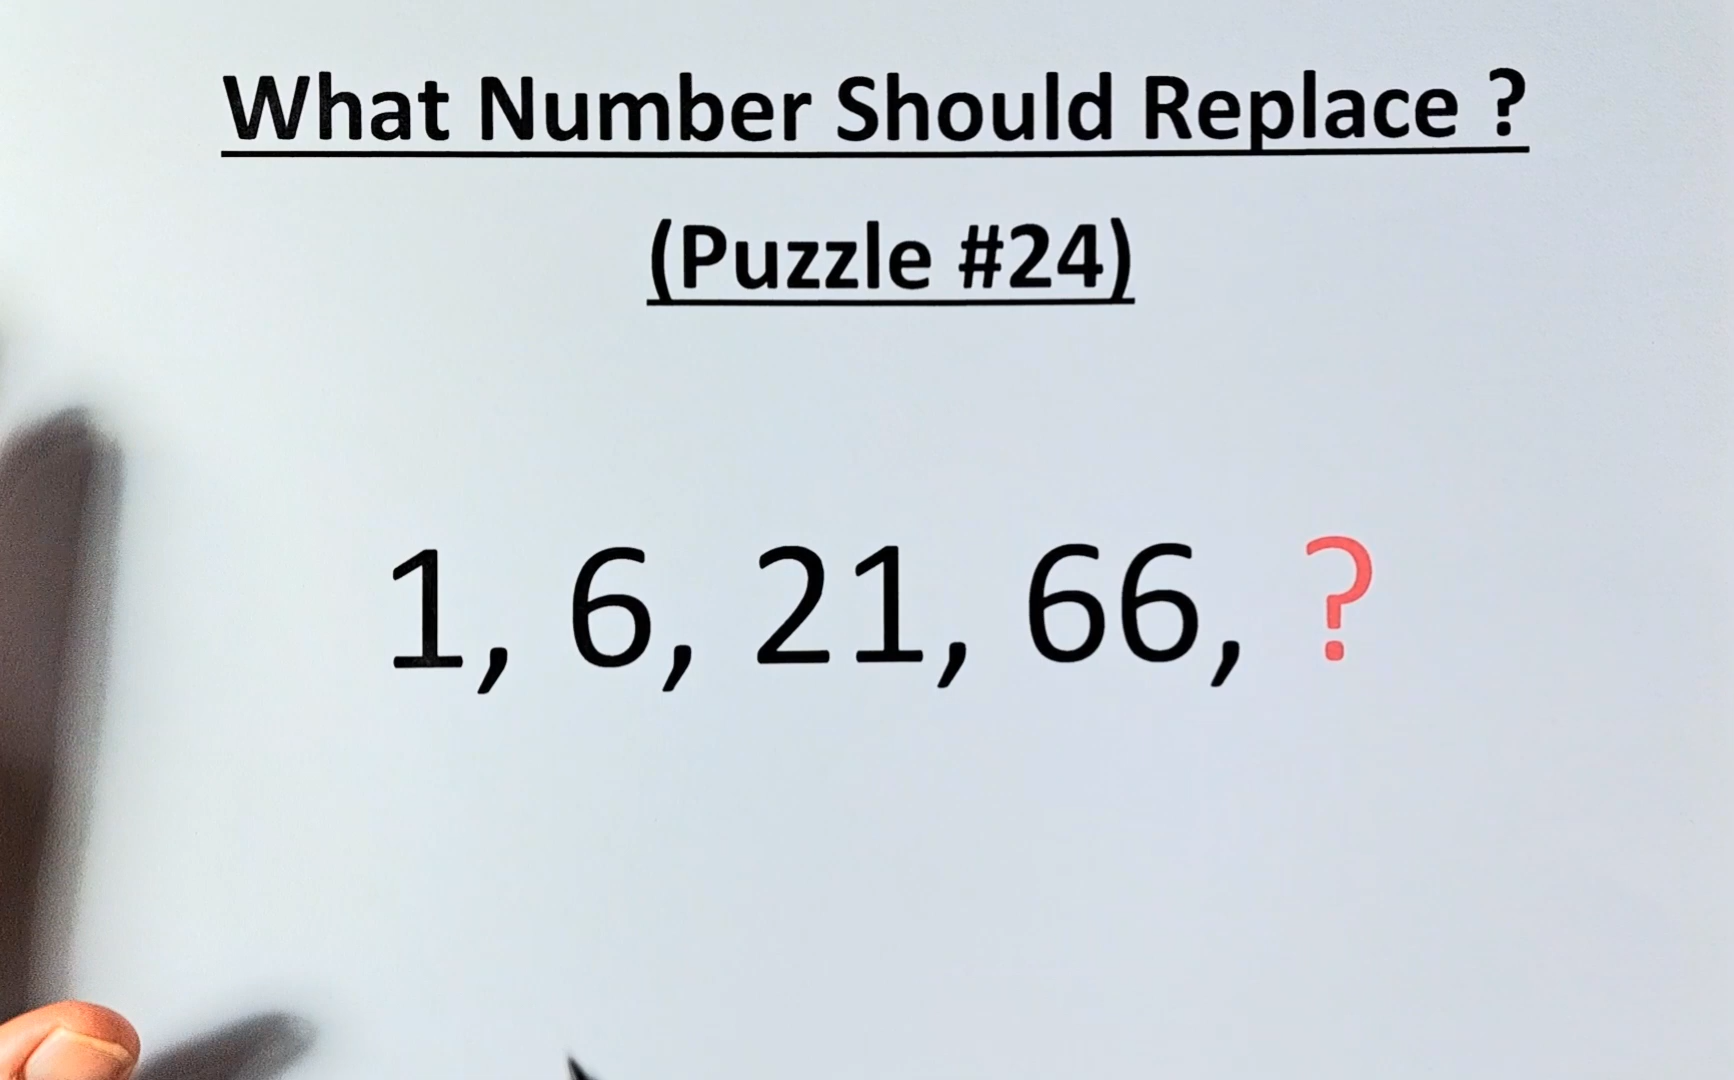 What Number Should Replace ?
(Puzzle #24)
1, 6, 21, 66, ?